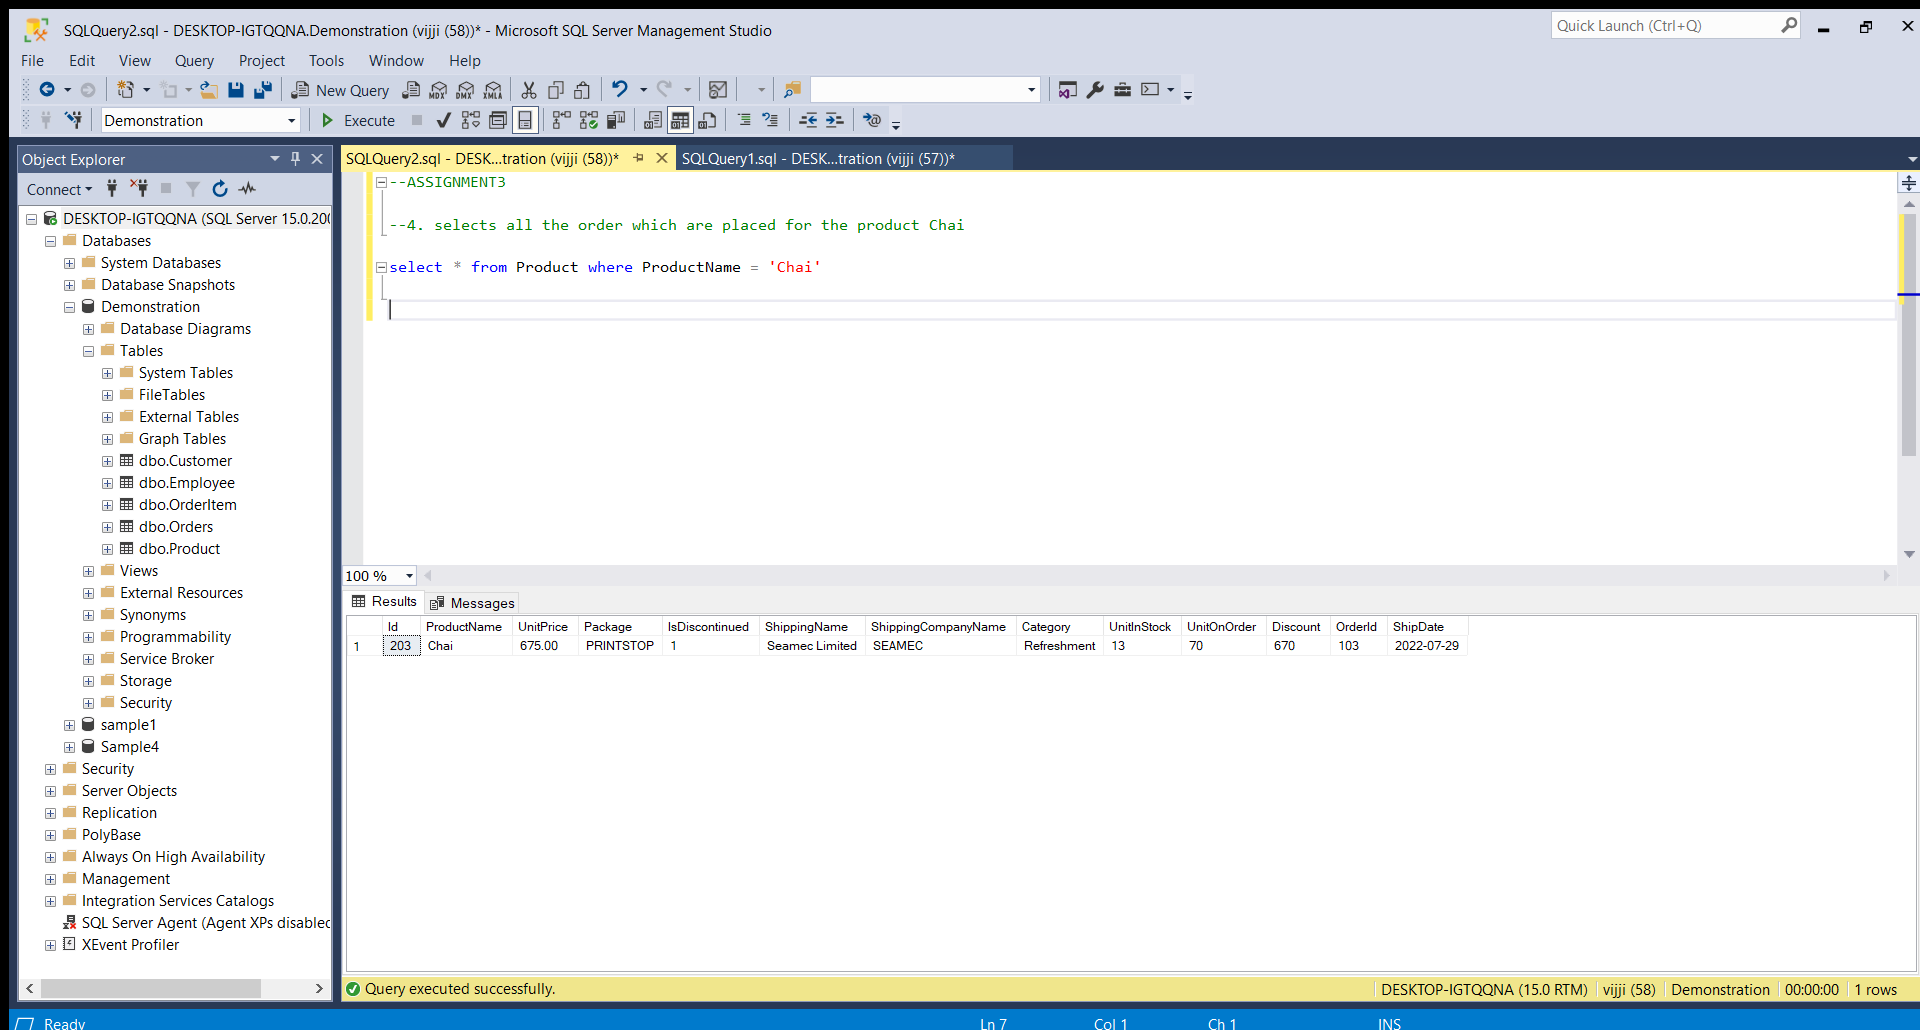 SQLQuery2.sql - DESKTOP-IGTQQNA.Demonstration (vijji (58))* - Microsoft SQL Server Management Studio
Quick Launch (Ctrl+Q)
File Edit View Query Project Tools Window Help
New Query MDX DMX XMLA
Demonstration Execute
Object Explorer
SQLQuery2.sql - DESK...tration (vijji (58))* SQLQuery1.sql - DESK...tration (vijji (57))*
Connect
DESKTOP-IGTQQNA (SQL Server 15.0.200
Databases
System Databases
Database Snapshots
Demonstration
Database Diagrams
Tables
System Tables
FileTables
External Tables
Graph Tables
dbo.Customer
dbo.Employee
dbo.OrderItem
dbo.Orders
dbo.Product
Views
External Resources
Synonyms
Programmability
Service Broker
Storage
Security
sample1
Sample4
Security
Server Objects
Replication
PolyBase
Always On High Availability
Management
Integration Services Catalogs
SQL Server Agent (Agent XPs disabled
XEvent Profiler
--ASSIGNMENT3
--4. selects all the order which are placed for the product Chai
select * from Product where ProductName = 'Chai'
100 %
Results Messages
Id ProductName UnitPrice Package IsDiscontinued ShippingName ShippingCompanyName Category UnitInStock UnitOnOrder Discount OrderId ShipDate
1 203 Chai 675.00 PRINTSTOP 1 Seamec Limited SEAMEC Refreshment 13 70 670 103 2022-07-29
Query executed successfully. DESKTOP-IGTQQNA (15.0 RTM) vijji (58) Demonstration 00:00:00 1 rows
Ready Ln 7 Col 1 Ch 1 INS